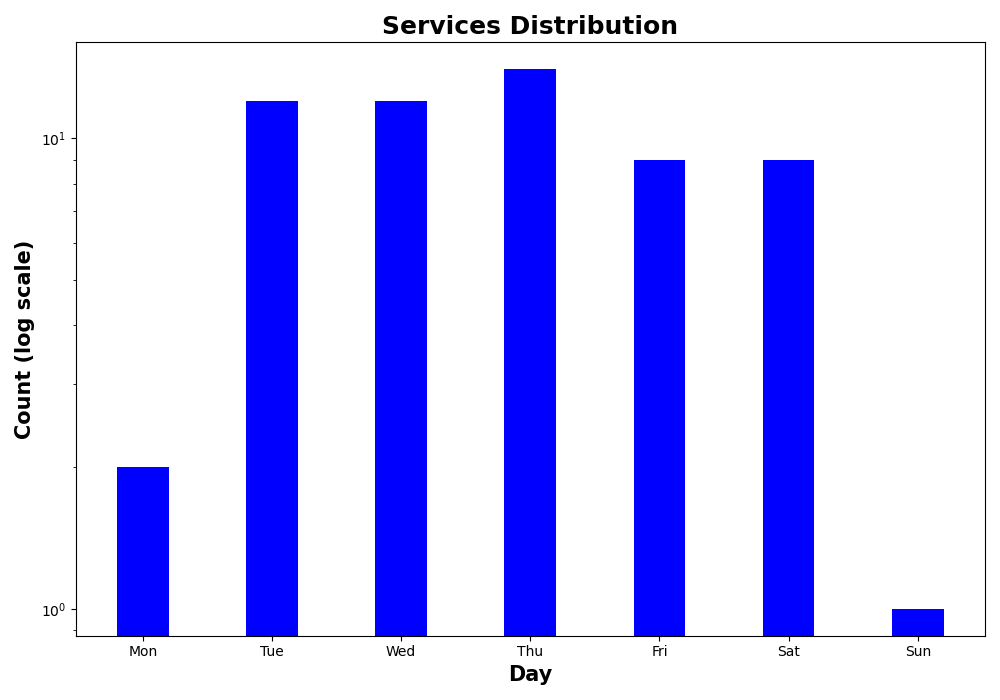 Services Distribution
Count (log scale)
10¹
10⁰
Mon Tue Wed Thu Fri Sat Sun
Day